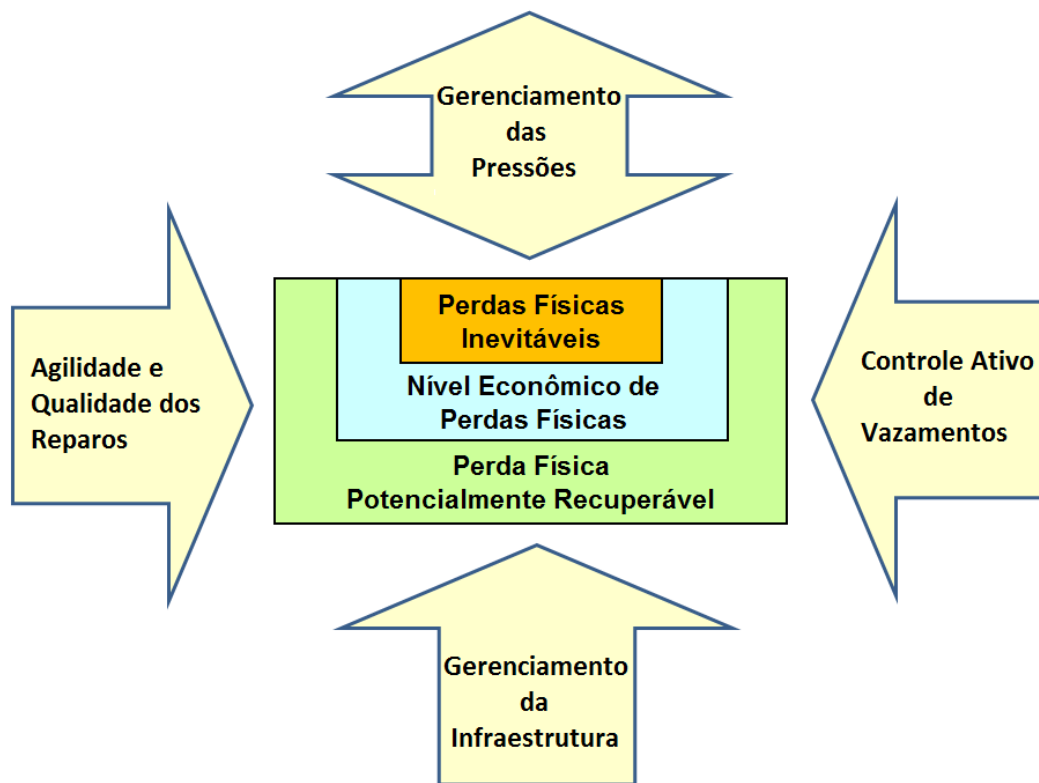 Gerenciamento
das
Pressões
Agilidade e
Qualidade dos
Reparos
Perdas Físicas
Inevitáveis
Nível Econômico de
Perdas Físicas
Perda Física
Potencialmente Recuperável
Controle Ativo
de
Vazamentos
Gerenciamento
da
Infraestrutura